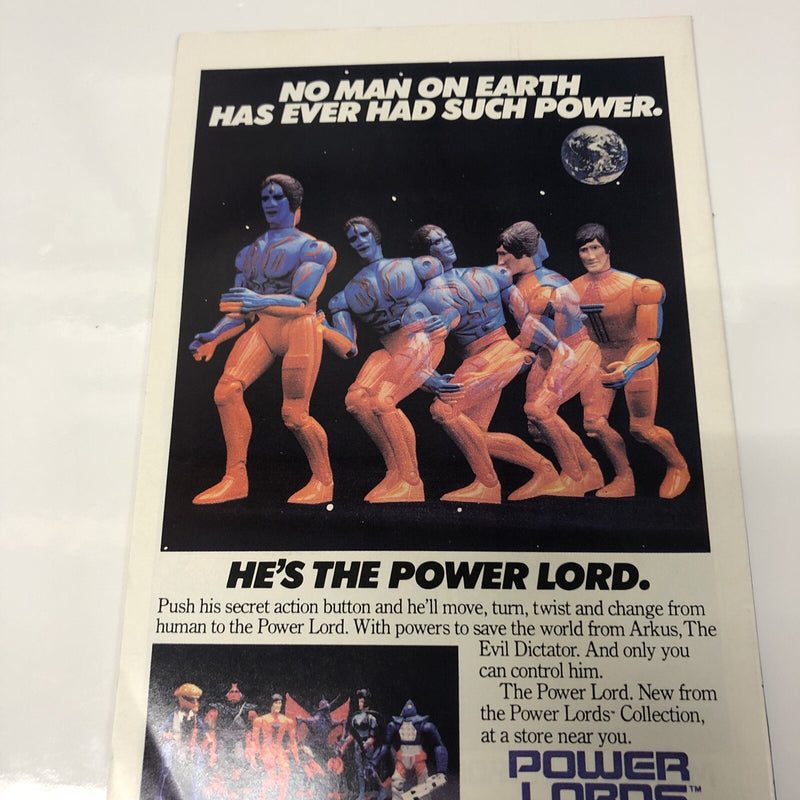 NO MAN ON EARTH
HAS EVER HAD SUCH POWER.
HE'S THE POWER LORD.
Push his secret action button and he'll move, turn, twist and change from
human to the Power Lord. With powers to save the world from Arkus, The
Evil Dictator. And only you
can control him.
The Power Lord. New from
the Power Lords™ Collection,
at a store near you.
POWER
LORDS™